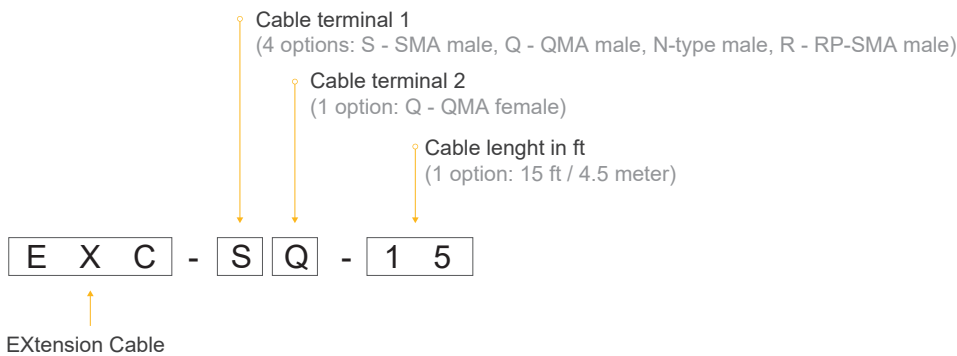 Cable terminal 1
(4 options: S - SMA male, Q - QMA male, N-type male, R - RP-SMA male)
Cable terminal 2
(1 option: Q - QMA female)
Cable lenght in ft
(1 option: 15 ft / 4.5 meter)
E X C - S Q - 1 5
EXtension Cable